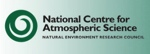 National Centre for
Atmospheric Science
NATURAL ENVIRONMENT RESEARCH COUNCIL